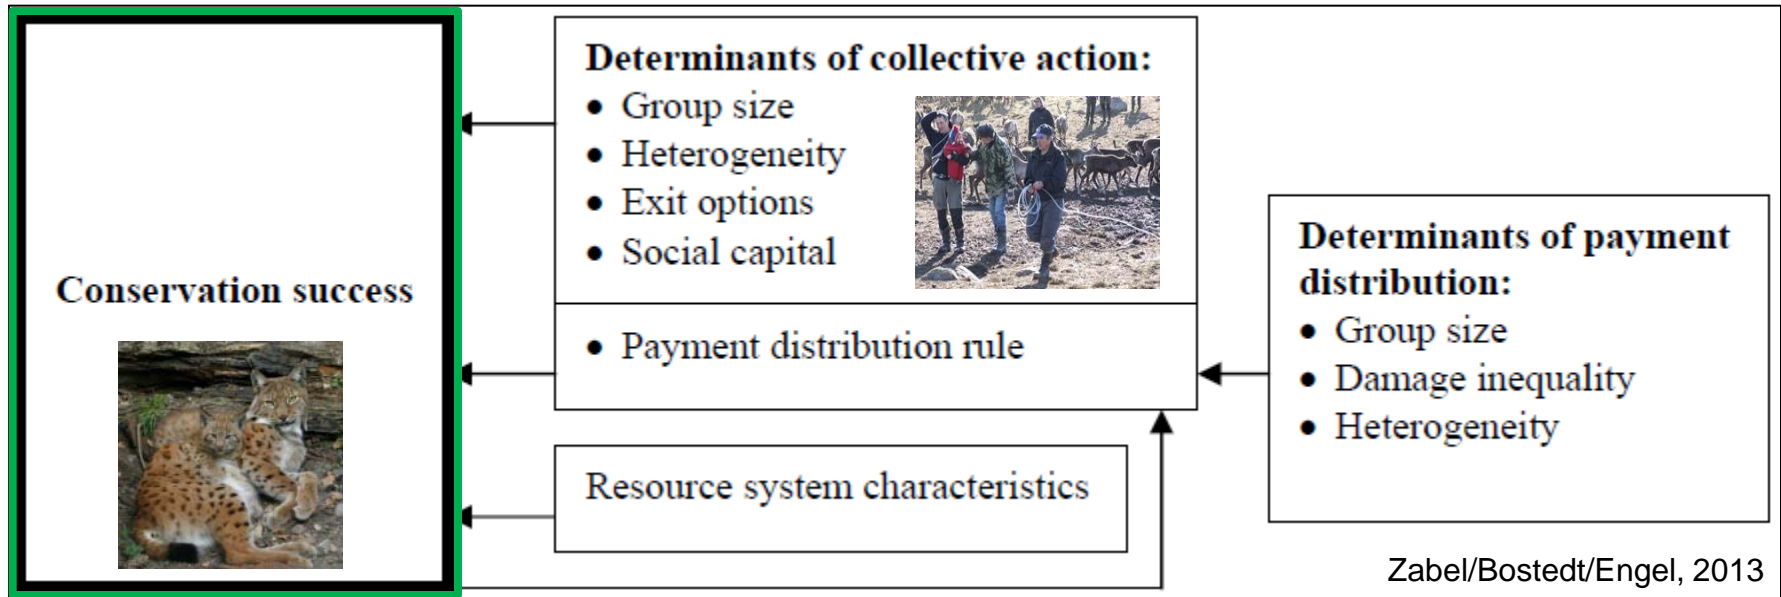 Conservation success
Determinants of collective action:
• Group size
• Heterogeneity
• Exit options
• Social capital
• Payment distribution rule
Resource system characteristics
Determinants of payment
distribution:
• Group size
• Damage inequality
• Heterogeneity
Zabel/Bostedt/Engel, 2013